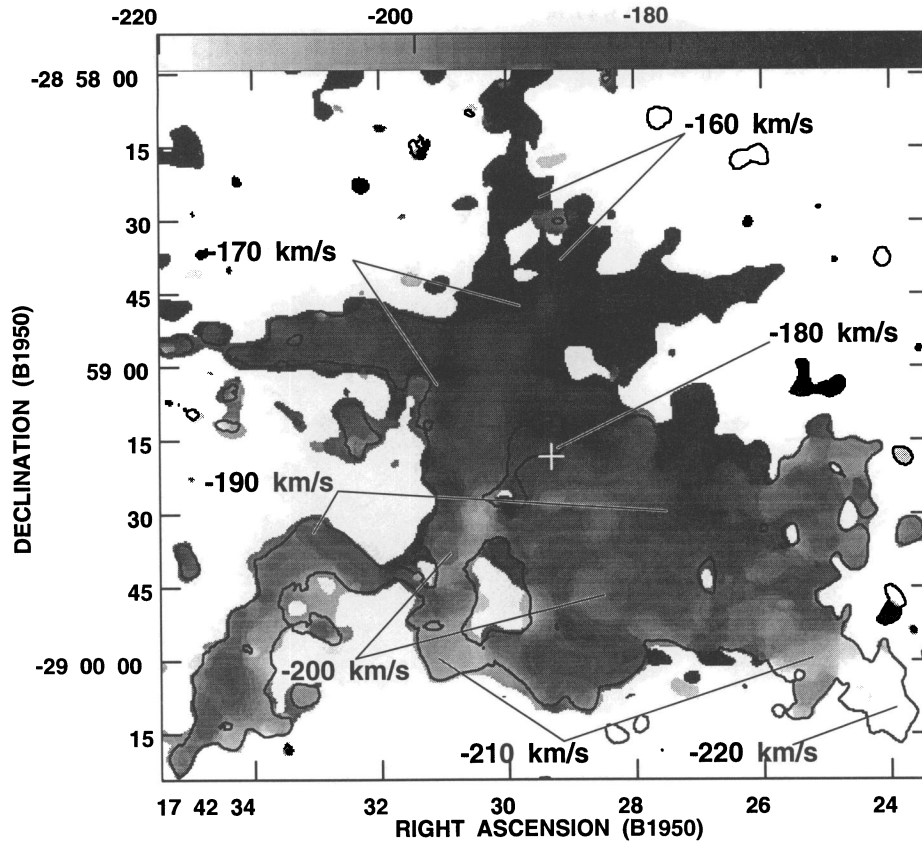 -220 -200 -180
-28 58 00
-160 km/s
15
30
-170 km/s
45
-180 km/s
59 00
15
-190 km/s
30
45
-29 00 00
-200 km/s
15
-210 km/s -220 km/s
17 42 34 32 30 28 26 24
RIGHT ASCENSION (B1950)
DECLINATION (B1950)